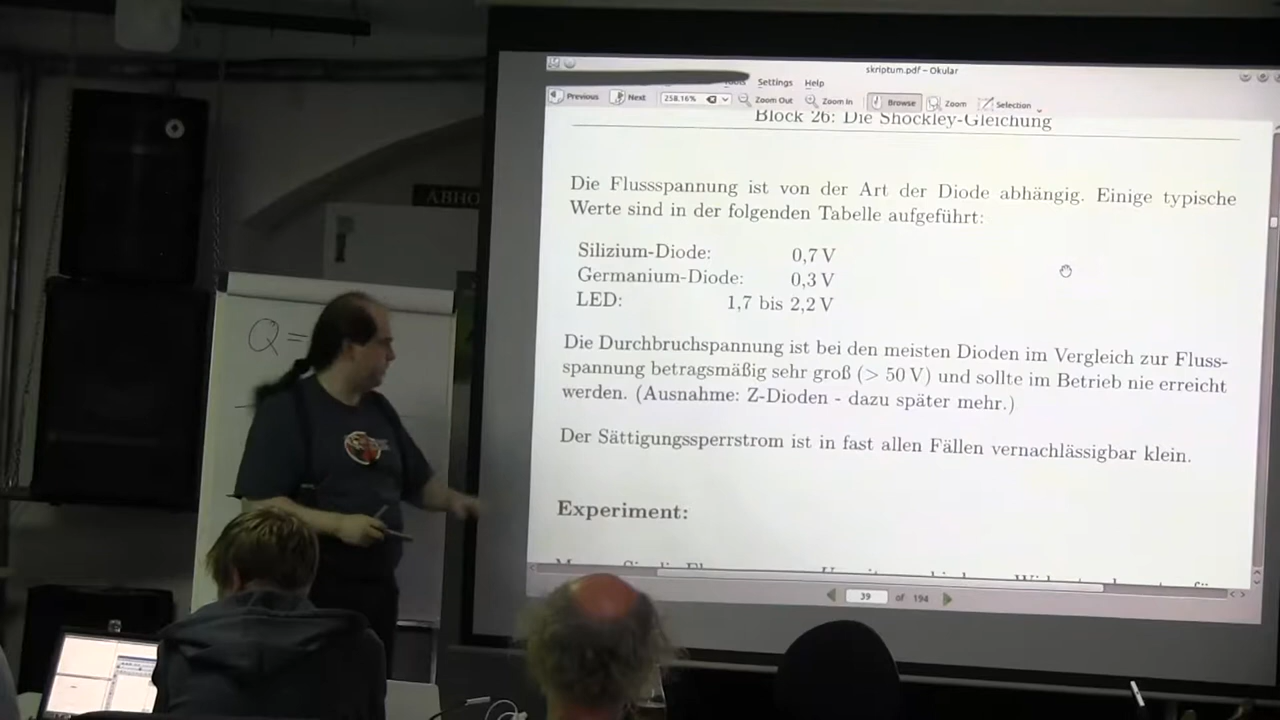 skriptum.pdf – Okular
Settings Help
Previous Next 258.16% Zoom Out Zoom In Browse Zoom Selection
Block 26: Die Shockley-Gleichung
ABHO
Die Flussspannung ist von der Art der Diode abhängig. Einige typische
Werte sind in der folgenden Tabelle aufgeführt:
Silizium-Diode: 0,7 V
Germanium-Diode: 0,3 V
LED: 1,7 bis 2,2 V
Q=
Die Durchbruchspannung ist bei den meisten Dioden im Vergleich zur Fluss-
spannung betragsmäßig sehr groß (> 50 V) und sollte im Betrieb nie erreicht
werden. (Ausnahme: Z-Dioden - dazu später mehr.)
Der Sättigungssperrstrom ist in fast allen Fällen vernachlässigbar klein.
Experiment:
39 of 194